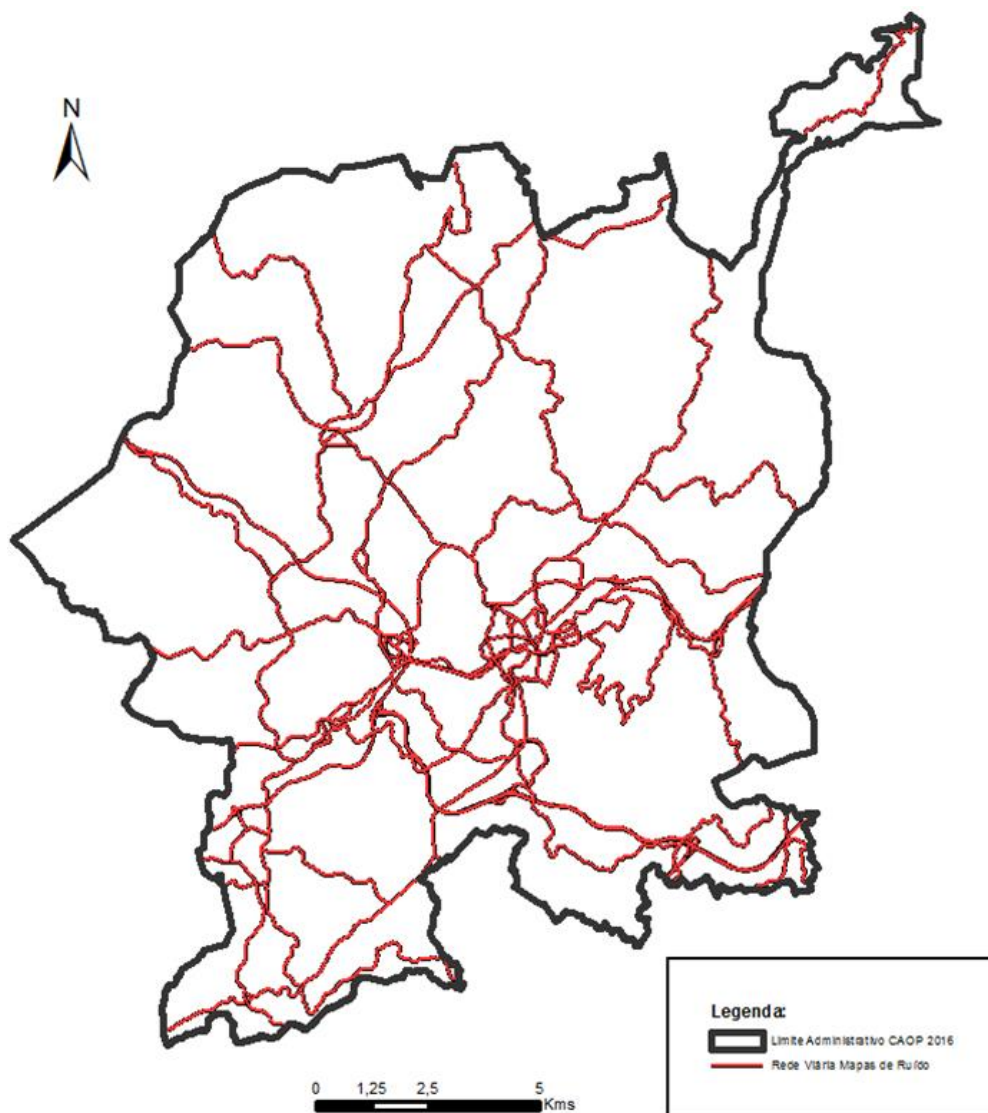 N
Legenda:
Limite Administrativo CAOP 2016
Rede Viária Mapas de Ruído
0 1,25 2,5 5
Kms